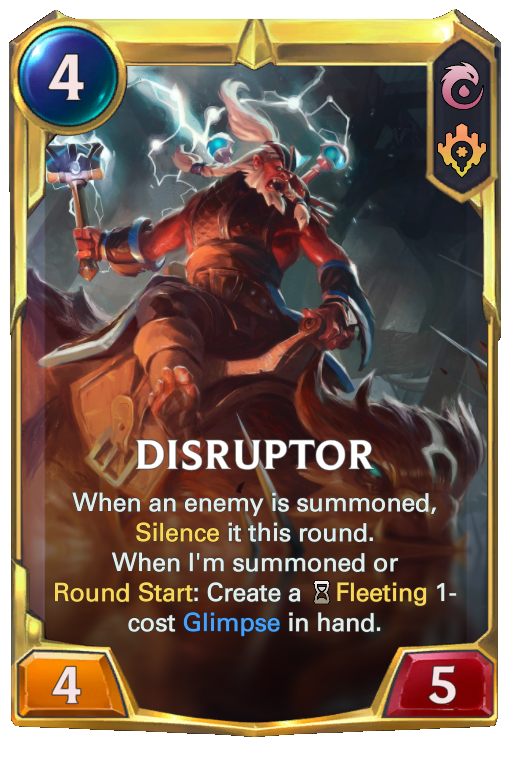 4
DISRUPTOR
When an enemy is summoned,
Silence it this round.
When I'm summoned or
Round Start: Create a Fleeting 1-
cost Glimpse in hand.
4
5